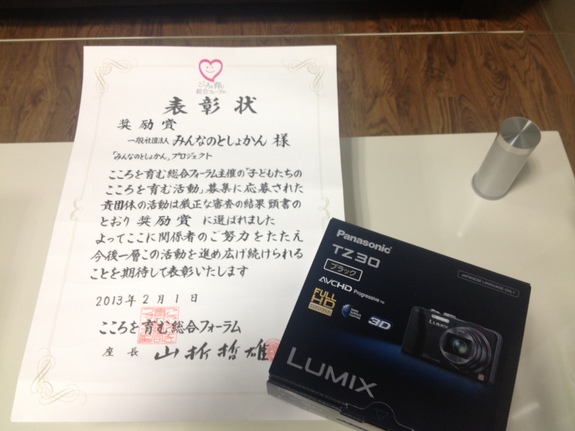 こころを育む
総合フォーラム
表彰状
奨励賞
一般社団法人 みんなのとしょかん 様
「みんなのとしょかん」プロジェクト
こころを育む総合フォーラム主催の「子どもたちの
こころを育む活動」募集に応募された
貴団体の活動は厳正な審査の結果 頭書の
とおり 奨励賞 に選ばれました
よってここに関係者のご努力をたたえ
今後一層この活動を進め広げ続けられる
ことを期待して表彰いたします
2013年2月1日
こころを育む総合フォーラム
座長 山折哲雄
Panasonic
TZ30
ブラック
JAPANESE LANGUAGE ONLY
AVCHD Progressive™
FULL HD
3D
LUMIX
LUMIX